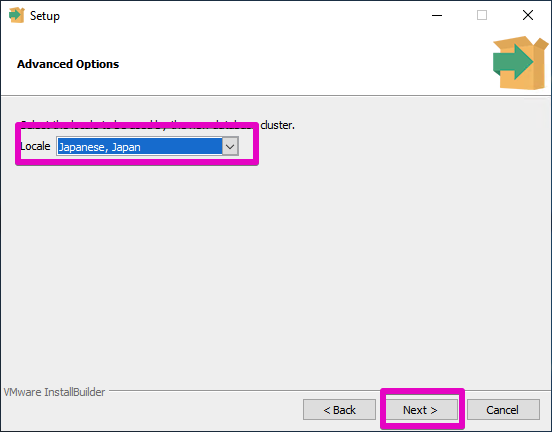 Setup
Advanced Options
Select the locale to be used by the new database cluster.
Locale Japanese, Japan
VMware InstallBuilder
< Back Next > Cancel